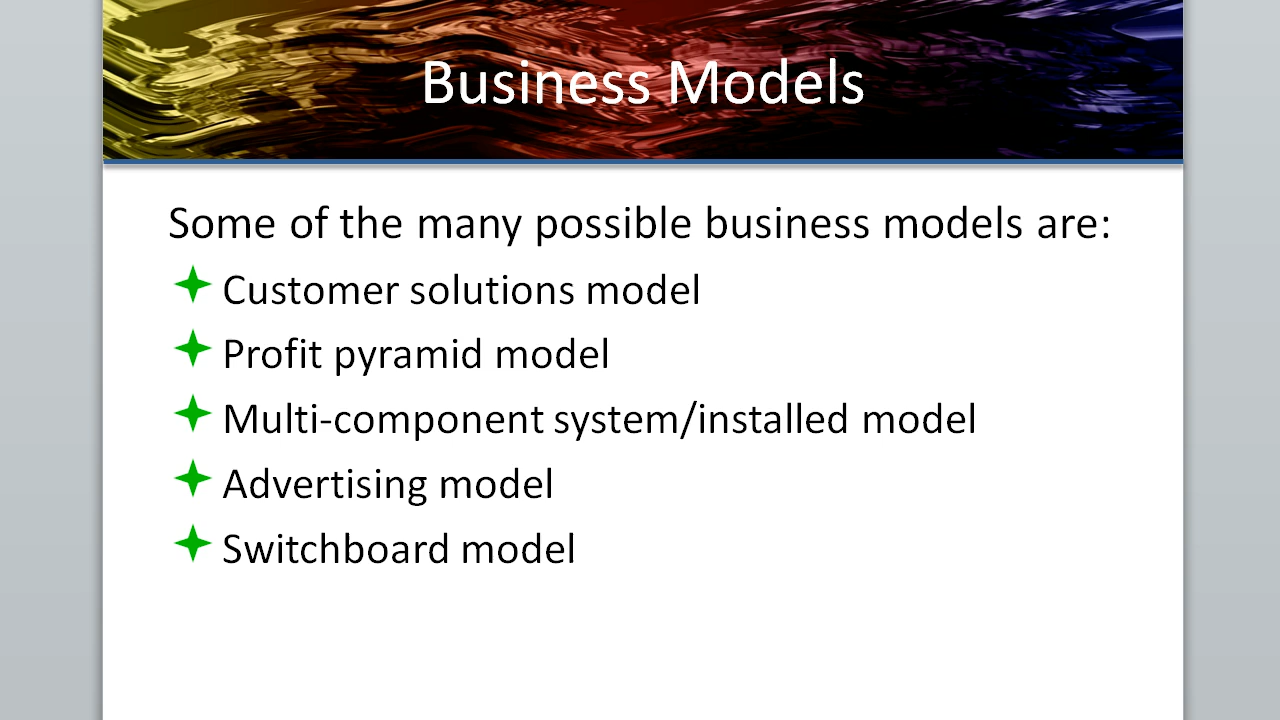 Business Models
Some of the many possible business models are:
Customer solutions model
Profit pyramid model
Multi-component system/installed model
Advertising model
Switchboard model